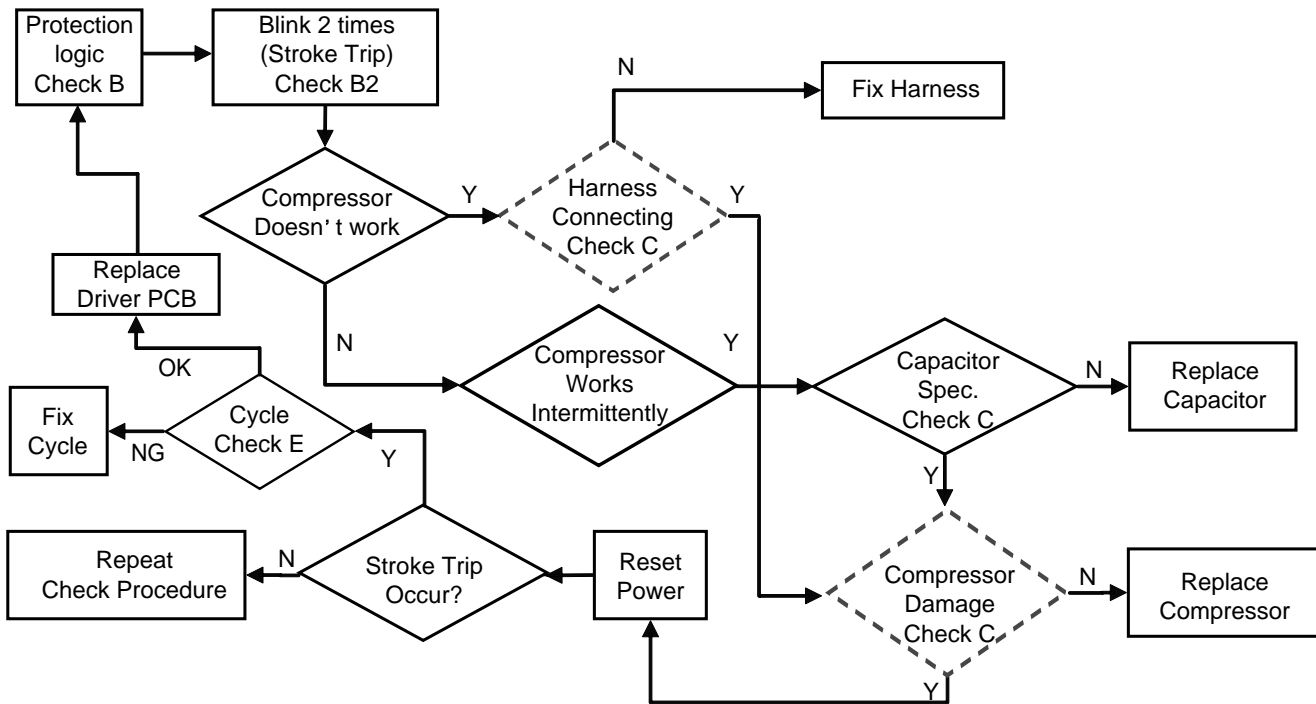 Protection
logic
Check B
Blink 2 times
(Stroke Trip)
Check B2
N
Fix Harness
Compressor
Doesn't work
Y
Harness
Connecting
Check C
Y
Replace
Driver PCB
N
Compressor
Works
Intermittently
Y
Capacitor
Spec.
Check C
N
Replace
Capacitor
OK
Fix
Cycle
NG
Cycle
Check E
Y
Y
Repeat
Check Procedure
N
Stroke Trip
Occur?
Reset
Power
Compressor
Damage
Check C
N
Replace
Compressor
Y